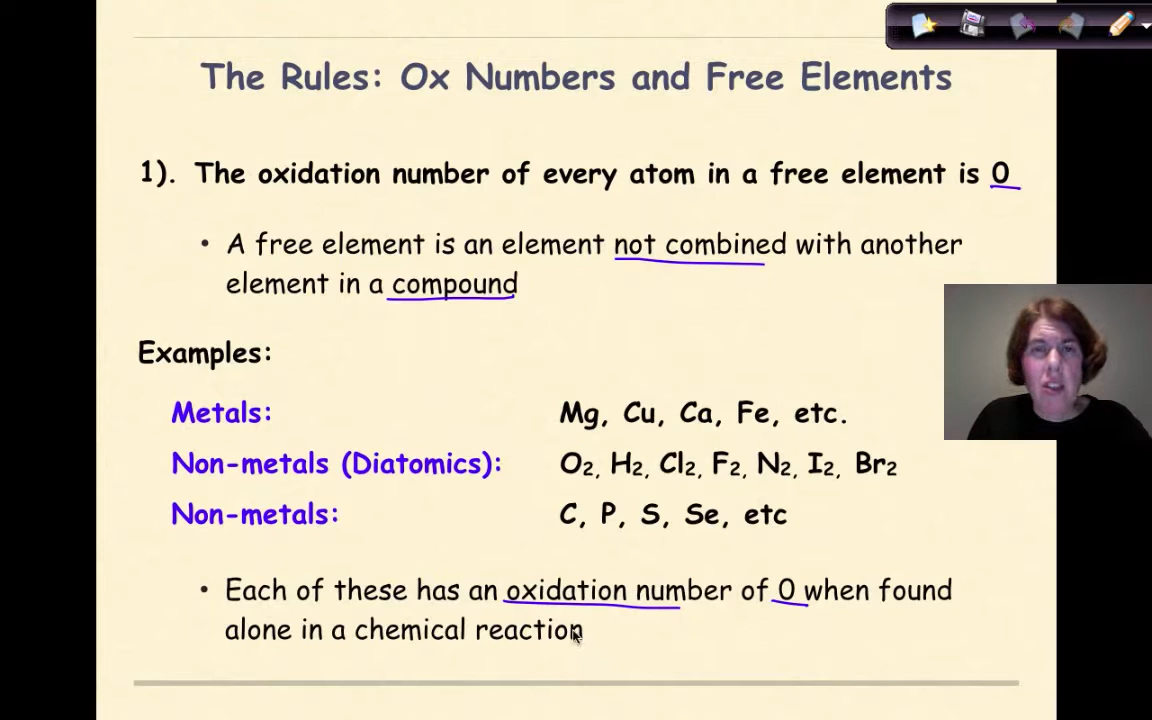 The Rules: Ox Numbers and Free Elements
1). The oxidation number of every atom in a free element is 0
• A free element is an element not combined with another
element in a compound
Examples:
Metals: Mg, Cu, Ca, Fe, etc.
Non-metals (Diatomics): O₂, H₂, Cl₂, F₂, N₂, I₂, Br₂
Non-metals: C, P, S, Se, etc
• Each of these has an oxidation number of 0 when found
alone in a chemical reaction